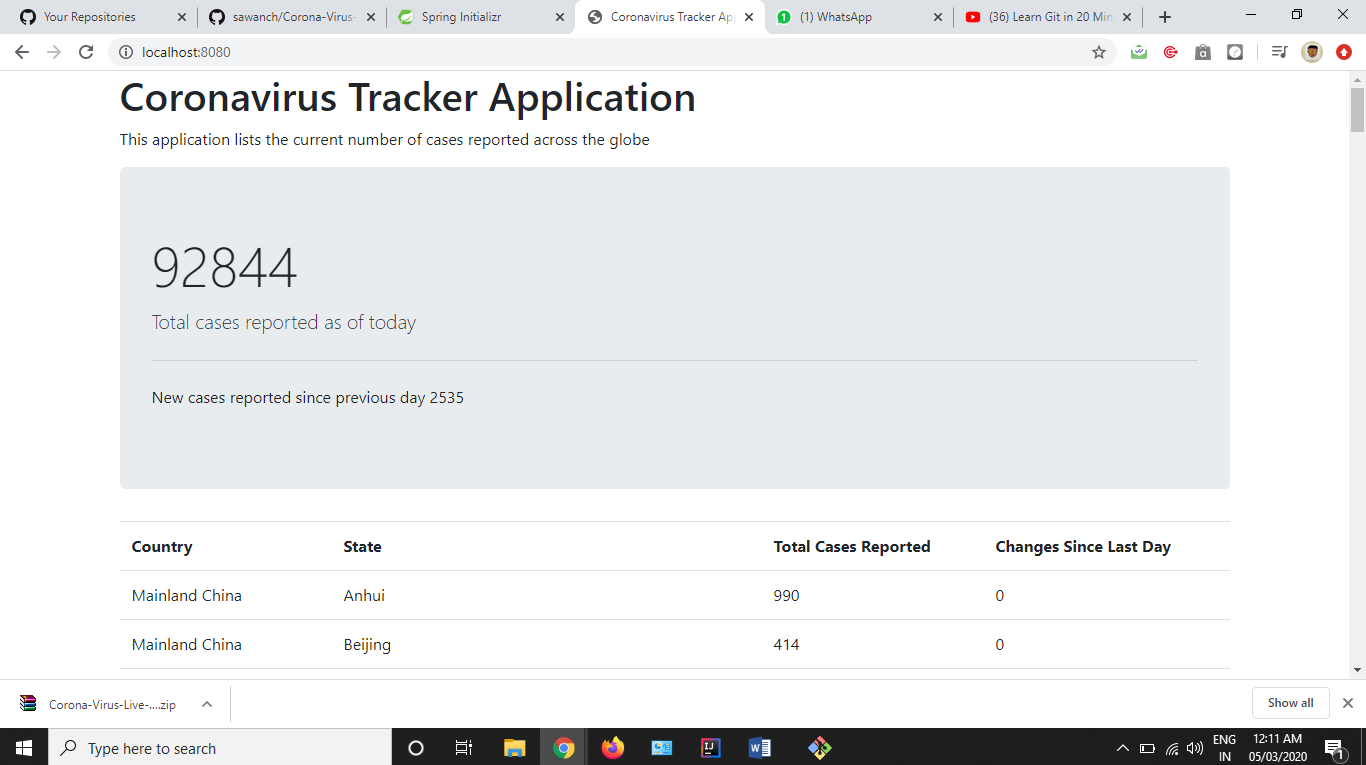 Your Repositories
sawanch/Corona-Virus-
Spring Initializr
Coronavirus Tracker Ap
(1) WhatsApp
(36) Learn Git in 20 Min
localhost:8080
Coronavirus Tracker Application
This application lists the current number of cases reported across the globe
92844
Total cases reported as of today
New cases reported since previous day 2535
Country State Total Cases Reported Changes Since Last Day
Mainland China Anhui 990 0
Mainland China Beijing 414 0
Corona-Virus-Live-....zip
Show all
Type here to search
ENG
IN
12:11 AM
05/03/2020
1